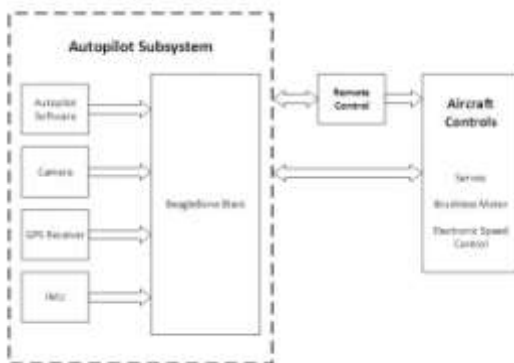 Autopilot Subsystem
Autopilot
Software
Camera
GPS Receiver
BeagleBone Black
Remote
Control
Aircraft
Controls
Servos
Brushless Motor
Electronic Speed
Control